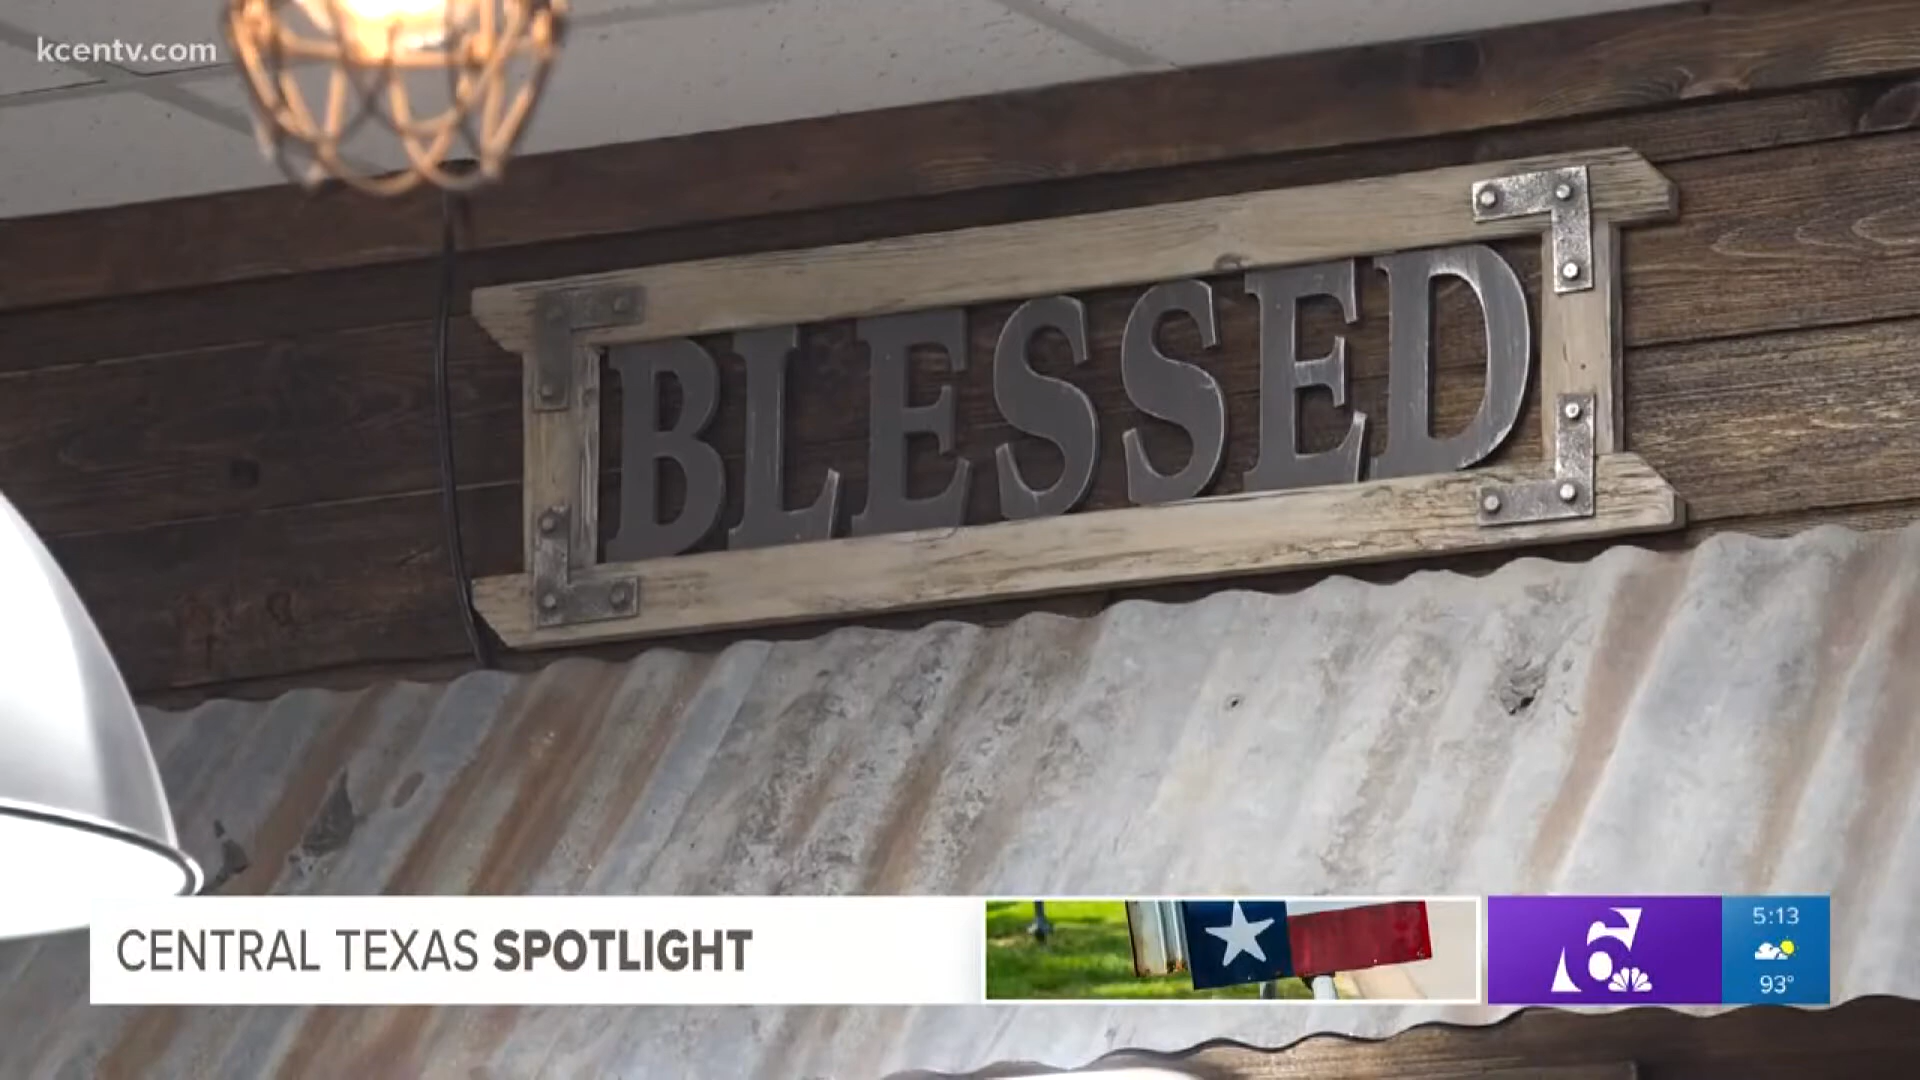 kcentv.com
BLESSED
CENTRAL TEXAS SPOTLIGHT
6
5:13
93°